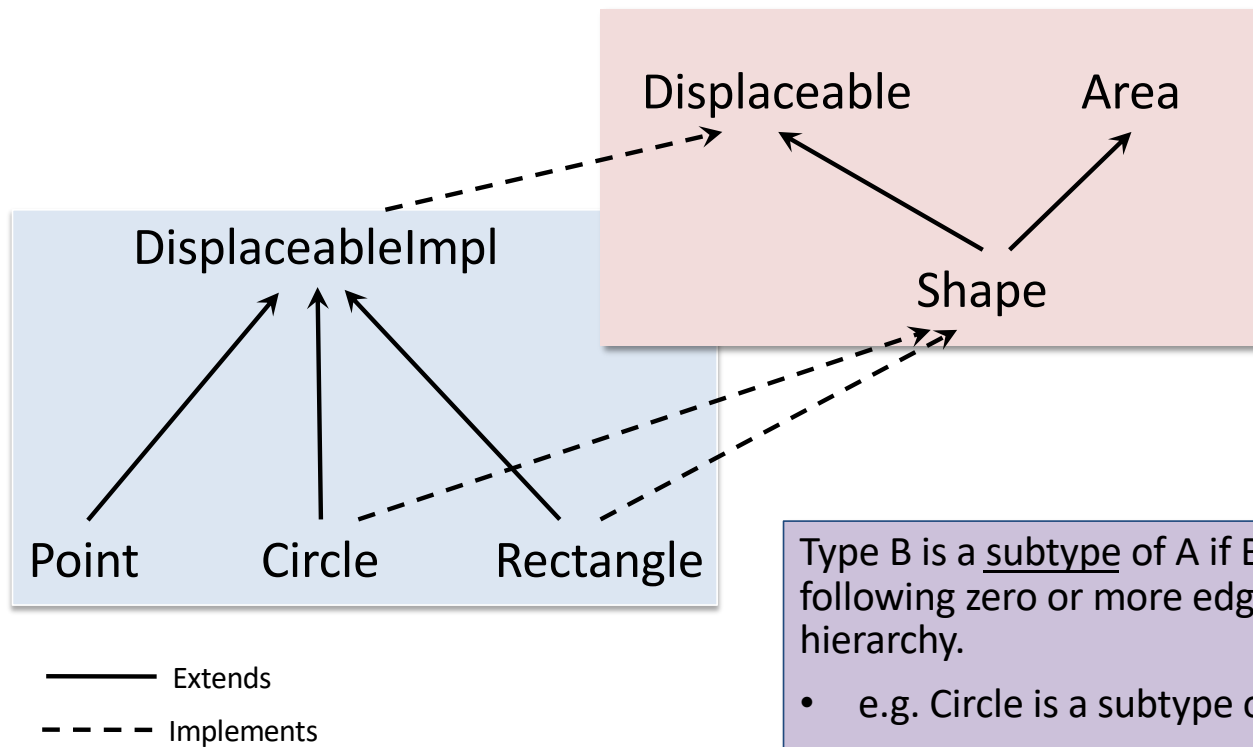 Displaceable Area
DisplaceableImpl
Shape
Point Circle Rectangle
Type B is a subtype of A if
following zero or more
hierarchy.
• e.g. Circle is a subtype
Extends
Implements